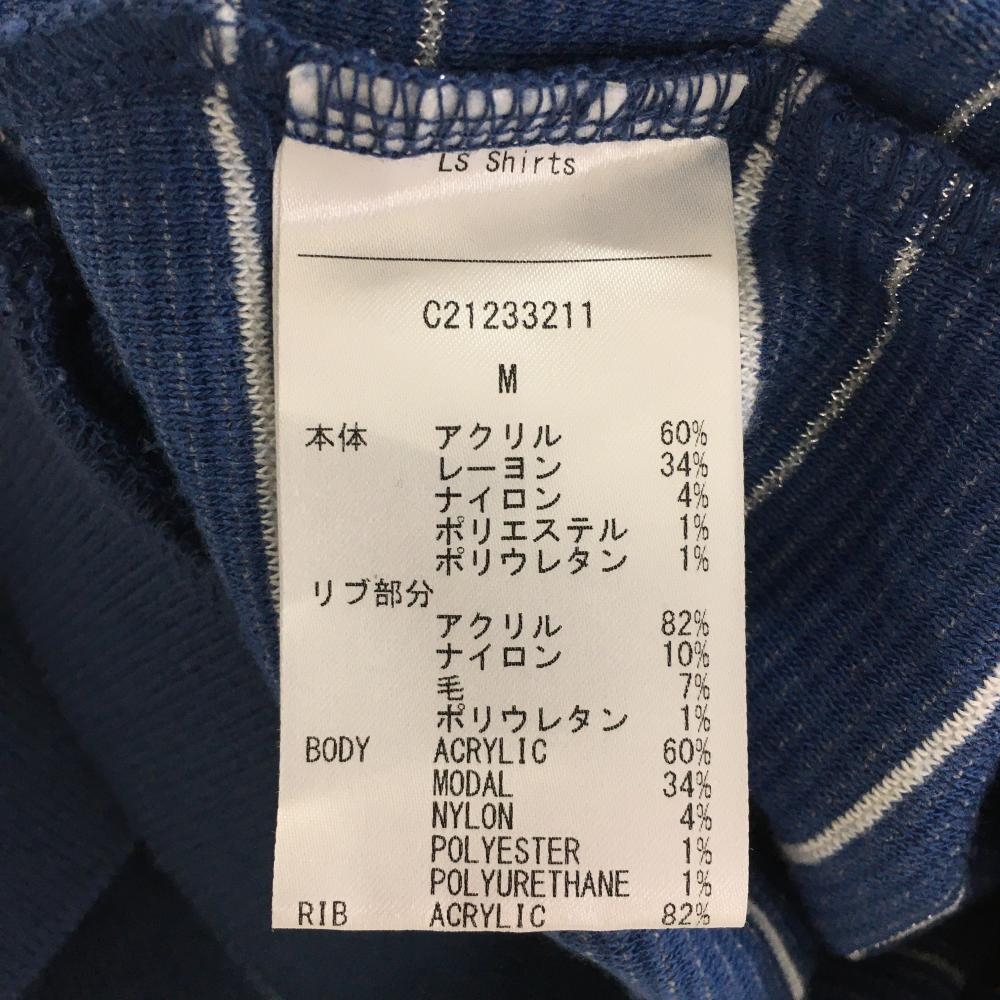 Ls Shirts
C21233211
M
本体 アクリル 60%
レーヨン 34%
ナイロン 4%
ポリエステル 1%
ポリウレタン 1%
リブ部分
アクリル 82%
ナイロン 10%
毛 7%
ポリウレタン 1%
BODY ACRYLIC 60%
MODAL 34%
NYLON 4%
POLYESTER 1%
POLYURETHANE 1%
RIB ACRYLIC 82%